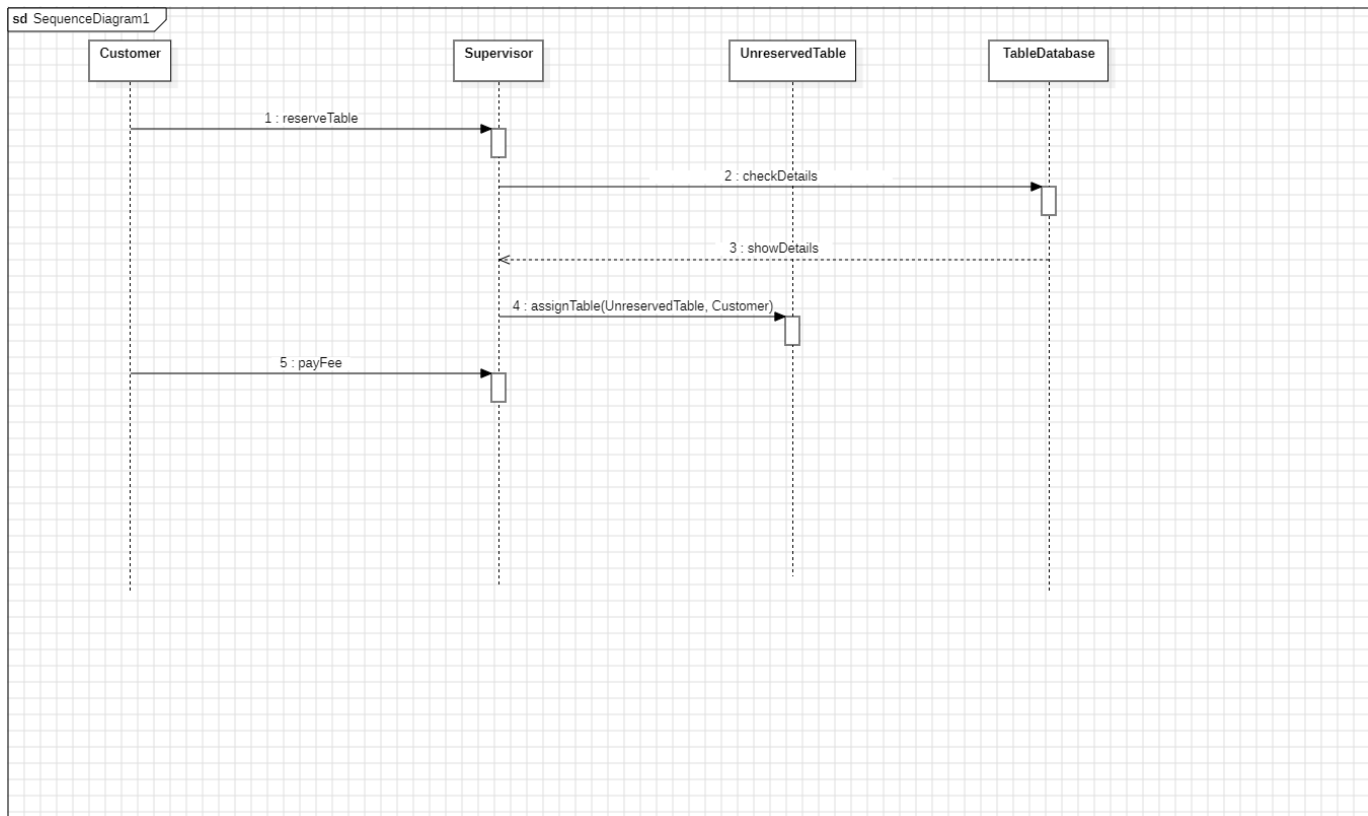 sd SequenceDiagram1
Customer
Supervisor
UnreservedTable
TableDatabase
1 : reserveTable
2 : checkDetails
3 : showDetails
4 : assignTable(UnreservedTable, Customer)
5 : payFee